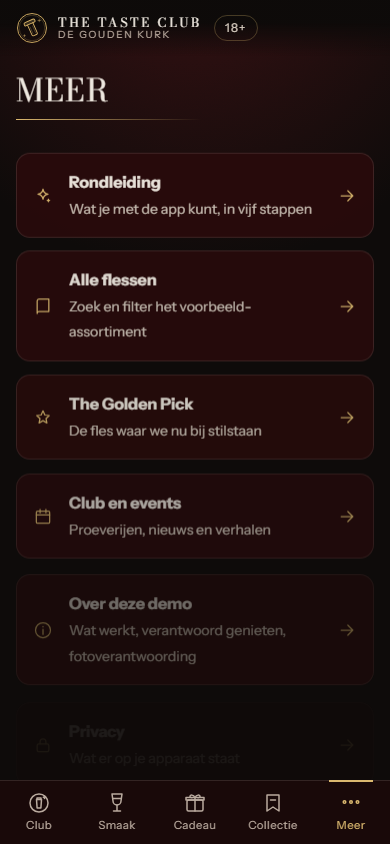 THE TASTE CLUB
DE GOUDEN KURK
18+
MEER
Rondleiding
Wat je met de app kunt, in vijf stappen
Alle flessen
Zoek en filter het voorbeeld-
assortiment
The Golden Pick
De fles waar we nu bij stilstaan
Club en events
Proeverijen, nieuws en verhalen
Over deze demo
Wat werkt, verantwoord genieten,
fotoverantwoording
Privacy
Wat er op je apparaat staat
Club
Smaak
Cadeau
Collectie
Meer